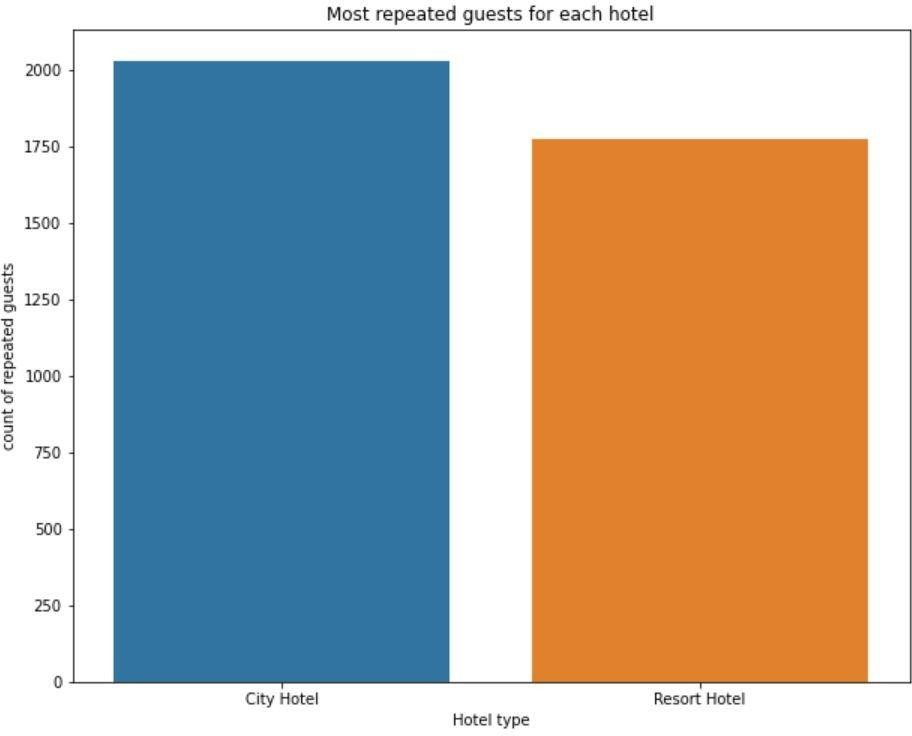 Most repeated guests for each hotel
count of repeated guests
2000
1750
1500
1250
1000
750
500
250
0
City Hotel
Resort Hotel
Hotel type